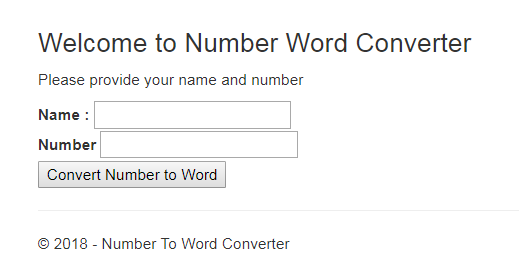 Welcome to Number Word Converter
Please provide your name and number
Name :
Number
Convert Number to Word
© 2018 - Number To Word Converter